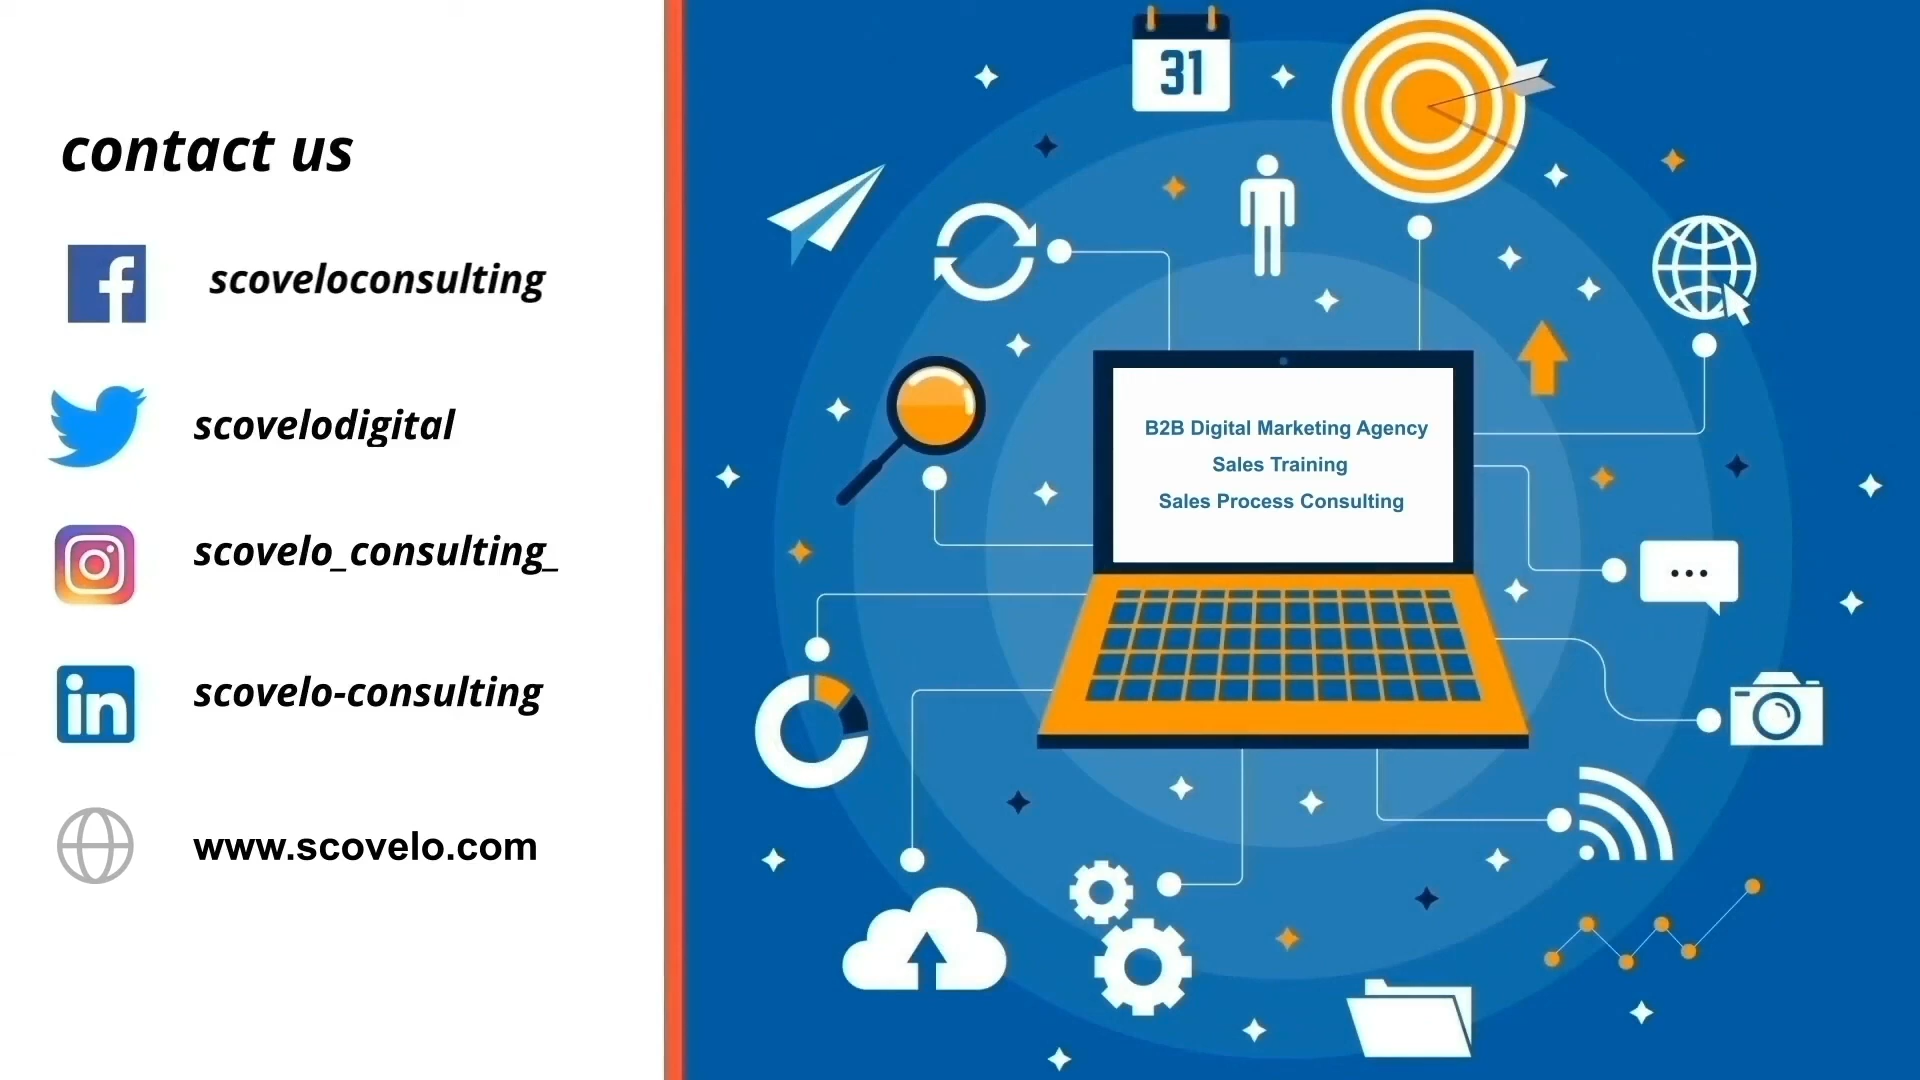 contact us
scoveloconsulting
scovelodigital
scovelo_consulting_
in
scovelo-consulting
www.scovelo.com
31
B2B Digital Marketing Agency
Sales Training
Sales Process Consulting